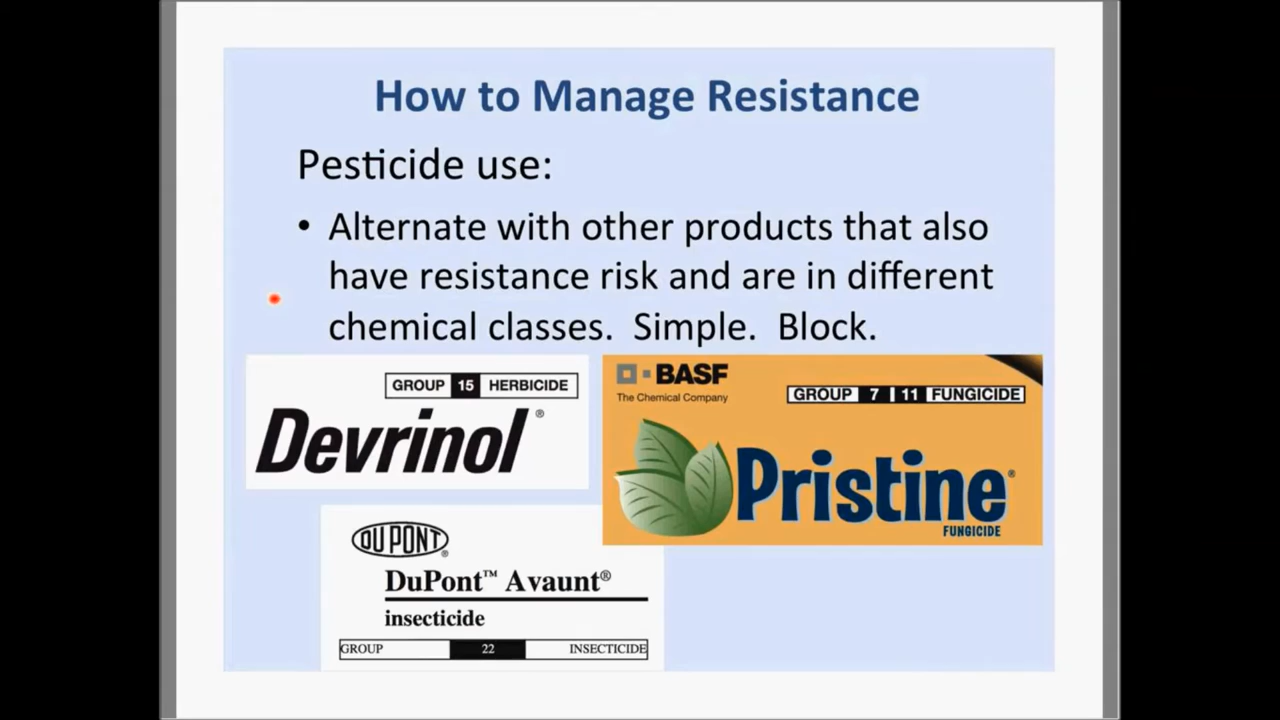 How to Manage Resistance
Pesticide use:
• Alternate with other products that also
have resistance risk and are in different
chemical classes.  Simple.  Block.
GROUP 15 HERBICIDE
Devrinol®
BASF
The Chemical Company
GROUP 7 | 11 FUNGICIDE
Pristine®
FUNGICIDE
DU PONT®
DuPont™ Avaunt®
insecticide
GROUP 22 INSECTICIDE